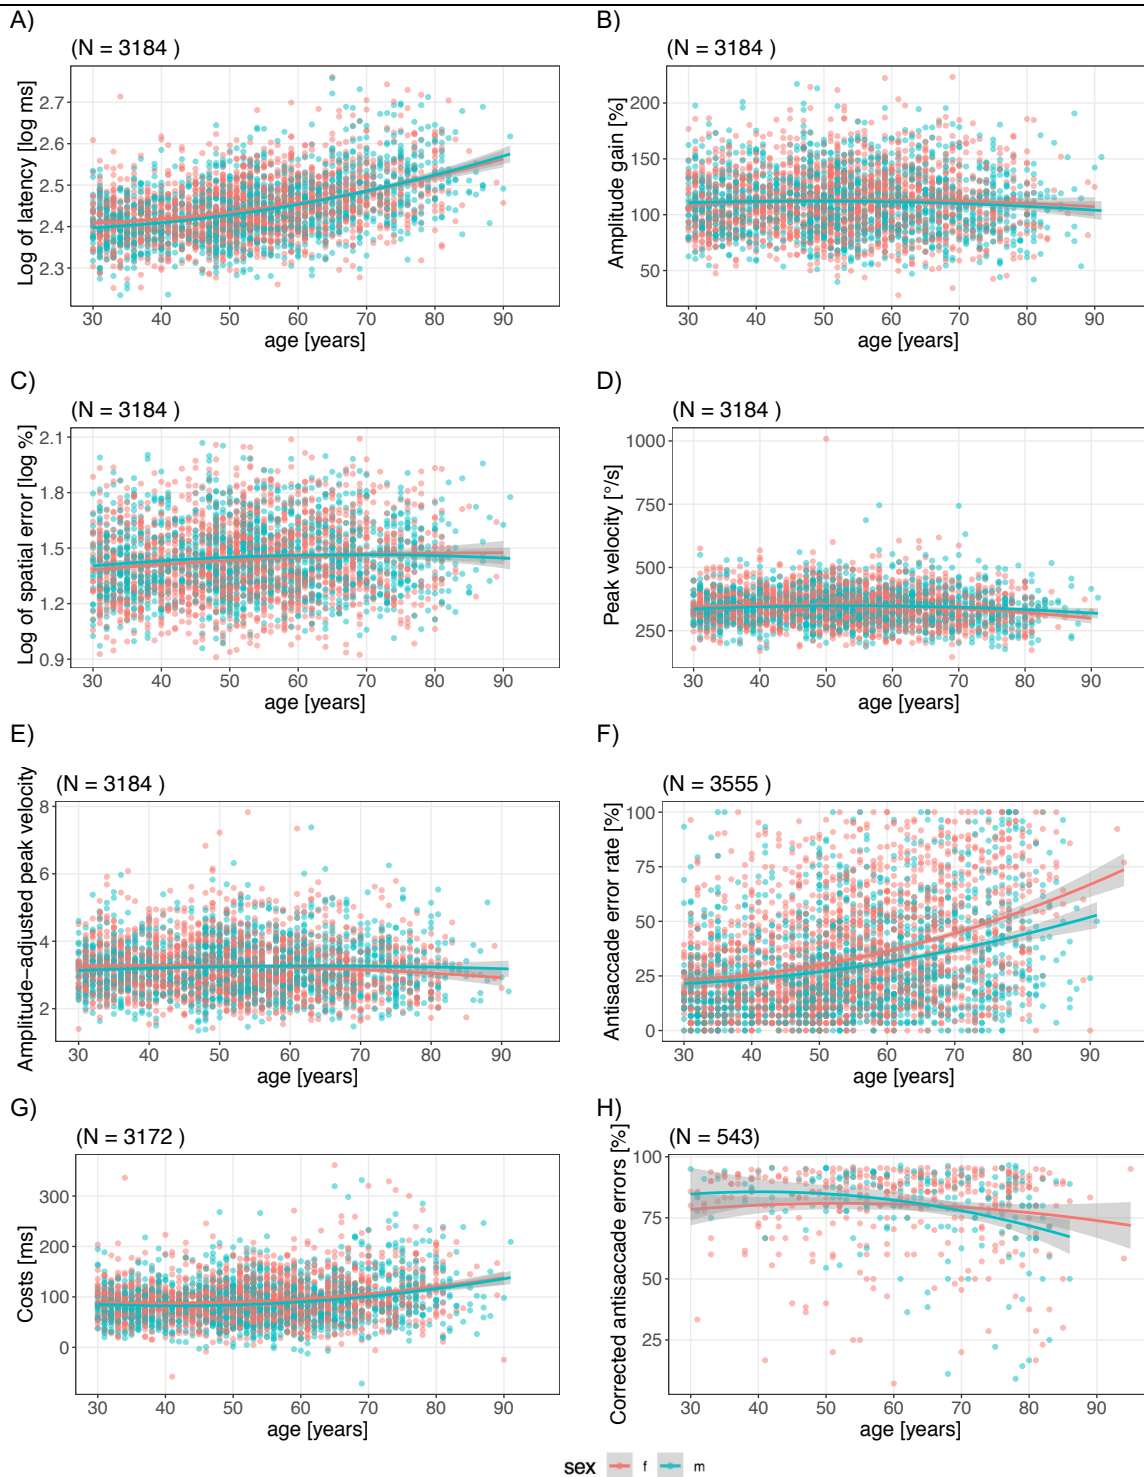 A)
(N = 3184 )
Log of latency [log ms]
2.7
2.6
2.5
2.4
2.3
30 40 50 60 70 80 90
age [years]
B)
(N = 3184 )
Amplitude gain [%]
200
150
100
50
30 40 50 60 70 80 90
age [years]
C)
(N = 3184 )
Log of spatial error [log %]
2.1
1.8
1.5
1.2
0.9
30 40 50 60 70 80 90
age [years]
D)
(N = 3184 )
Peak velocity [°/s]
1000
750
500
250
30 40 50 60 70 80 90
age [years]
E)
(N = 3184 )
Amplitude-adjusted peak velocity
8
6
4
2
30 40 50 60 70 80 90
age [years]
F)
(N = 3555 )
Antisaccade error rate [%]
100
75
50
25
0
30 40 50 60 70 80 90
age [years]
G)
(N = 3172 )
Costs [ms]
300
200
100
0
30 40 50 60 70 80 90
age [years]
H)
(N = 543)
Corrected antisaccade errors [%]
100
75
50
25
30 40 50 60 70 80 90
age [years]
sex f m